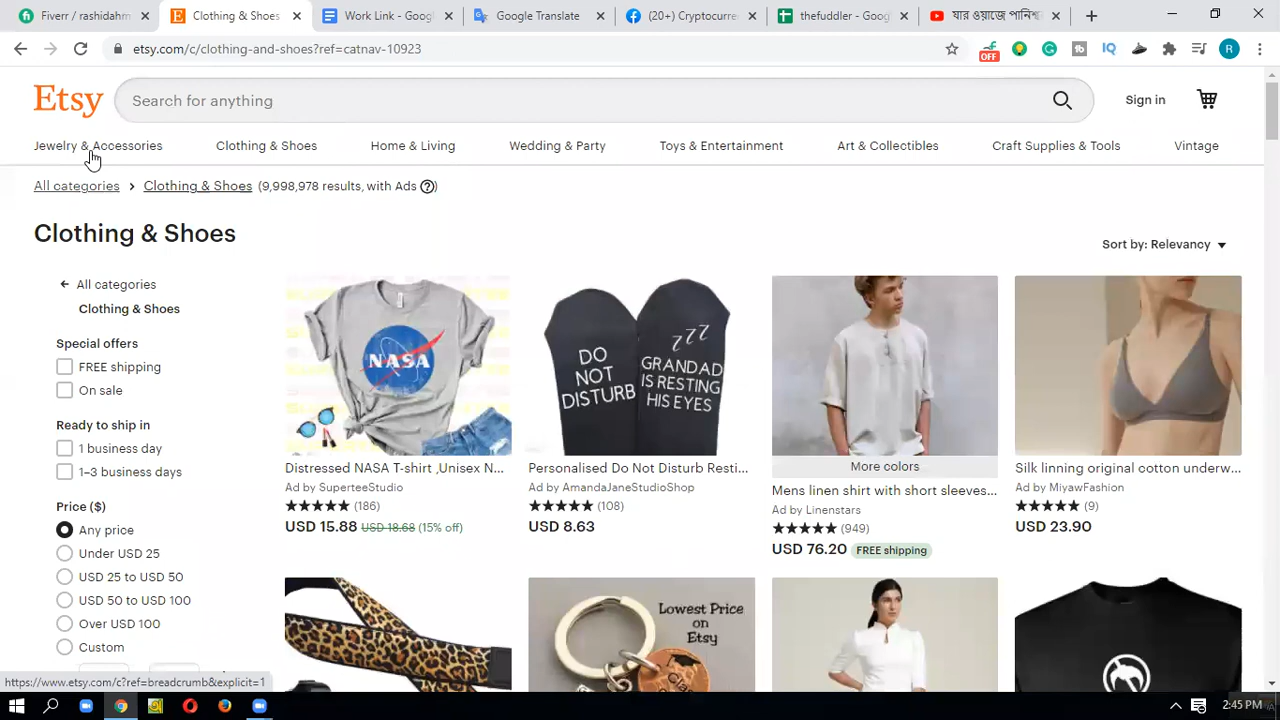 Fiverr - rashidahm
Clothing & Shoes
Work Link - Googl
Google Translate
(20+) Cryptocurre
thefuddler - Goog
যার ওয়াজে পানিশ্ব
etsy.com/c/clothing-and-shoes?ref=catnav-10923
OFF
IQ
R
Etsy
Search for anything
Sign in
Jewelry & Accessories
Clothing & Shoes
Home & Living
Wedding & Party
Toys & Entertainment
Art & Collectibles
Craft Supplies & Tools
Vintage
All categories
Clothing & Shoes (9,998,978 results, with Ads ?)
Clothing & Shoes
Sort by: Relevancy
All categories
Clothing & Shoes
Special offers
FREE shipping
On sale
Ready to ship in
1 business day
1–3 business days
Price ($)
Any price
Under USD 25
USD 25 to USD 50
USD 50 to USD 100
Over USD 100
Custom
NASA
Distressed NASA T-shirt ,Unisex N...
Ad by SuperteeStudio
(186)
USD 15.88 USD 18.68 (15% off)
DO
NOT
DISTURB
zzz
GRANDAD
IS RESTING
HIS EYES
Personalised Do Not Disturb Resti...
Ad by AmandaJaneStudioShop
(108)
USD 8.63
More colors
Mens linen shirt with short sleeves...
Ad by Linenstars
(949)
USD 76.20 FREE shipping
Silk linning original cotton underw...
Ad by MiyawFashion
(9)
USD 23.90
Lowest Price
on
Etsy
https://www.etsy.com/c?ref=breadcrumb&explicit=1
2:45 PM